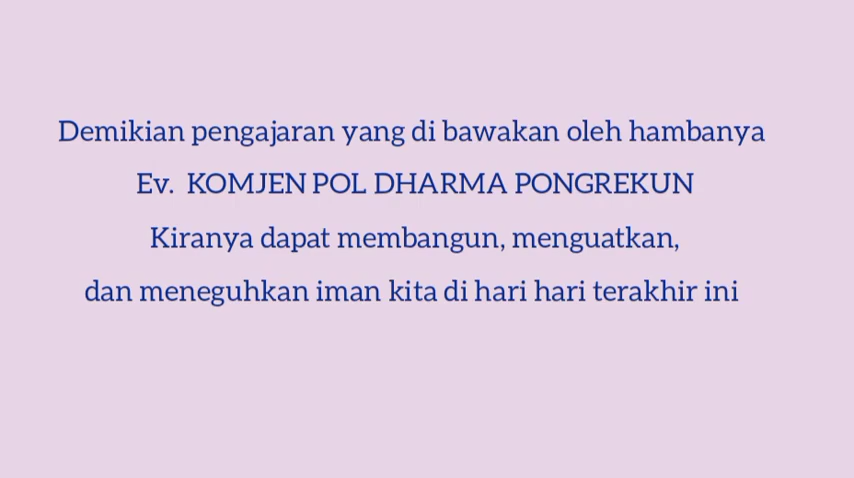 Demikian pengajaran yang di bawakan oleh hambanya
Ev. KOMJEN POL DHARMA PONGREKUN
Kiranya dapat membangun, menguatkan,
dan meneguhkan iman kita di hari hari terakhir ini